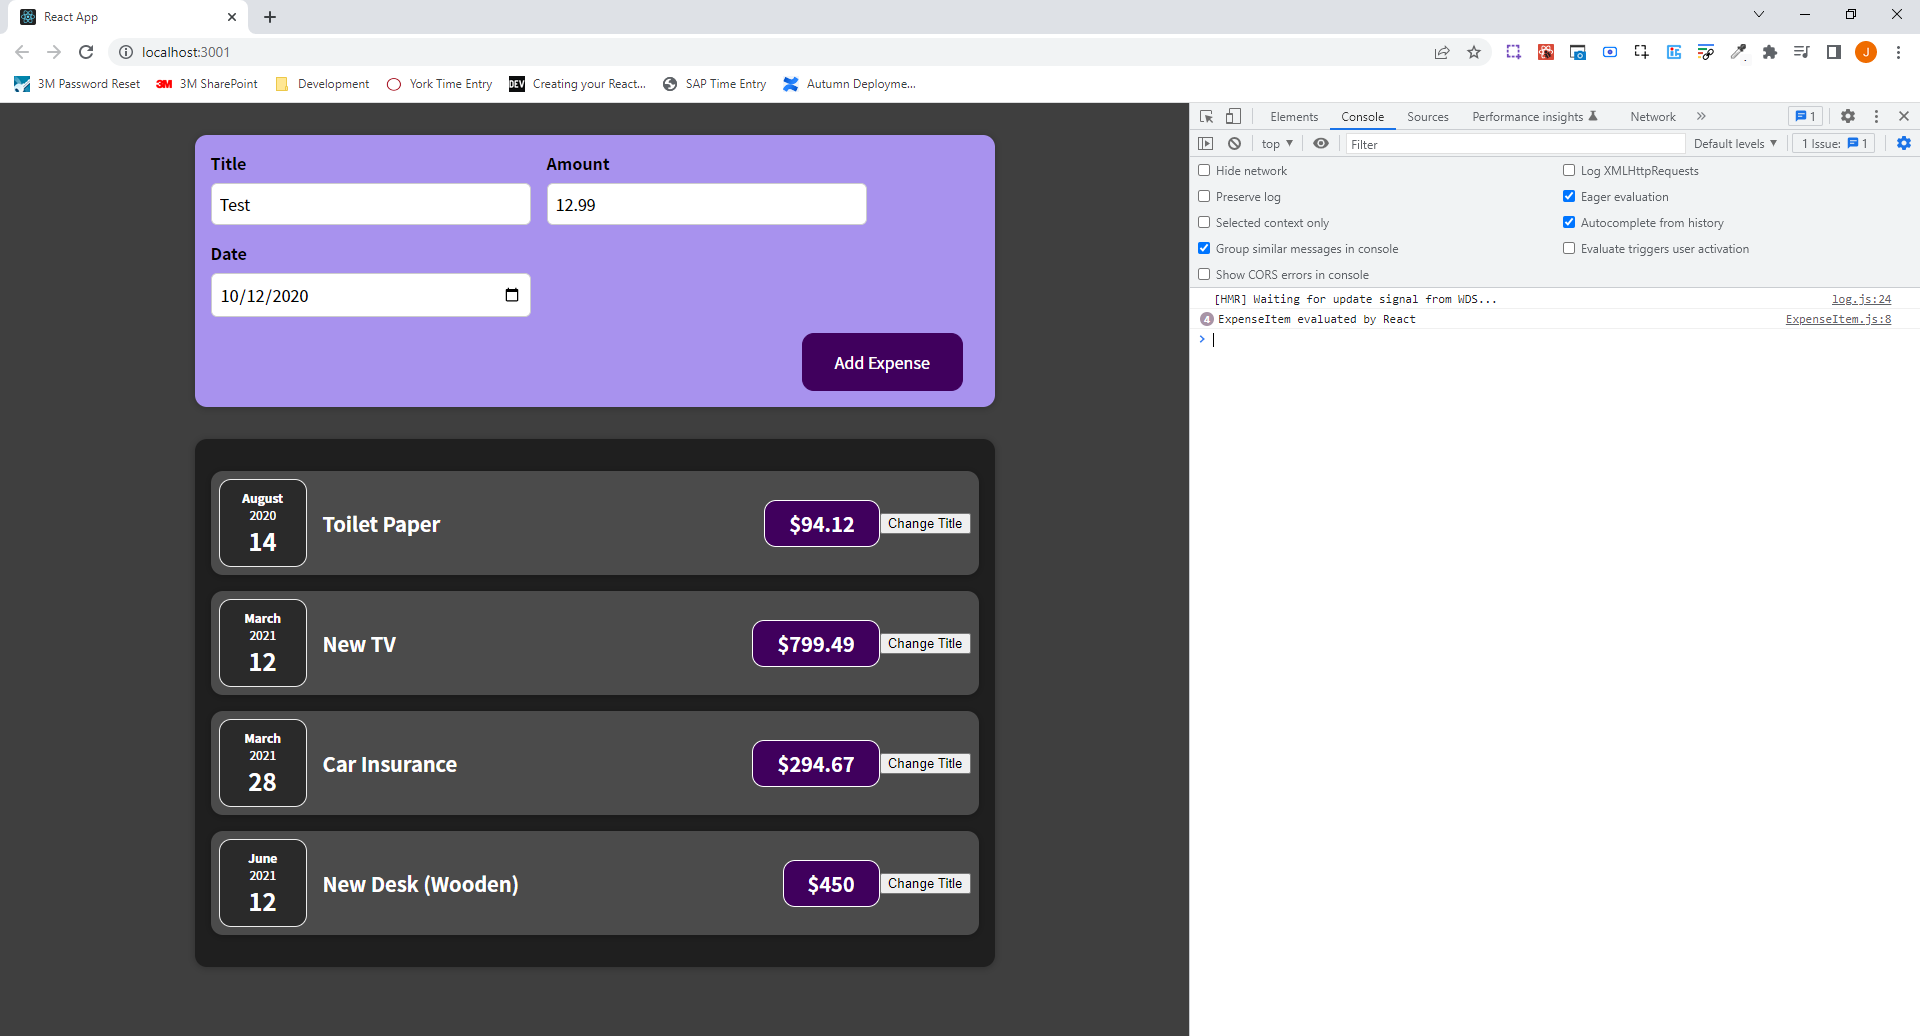 React App
localhost:3001
J
3M Password Reset
3M 3M SharePoint
Development
York Time Entry
DEV Creating your React...
SAP Time Entry
Autumn Deployme...
Title
Amount
Test
12.99
Date
10/12/2020
Add Expense
August
2020
14
Toilet Paper
$94.12
Change Title
March
2021
12
New TV
$799.49
Change Title
March
2021
28
Car Insurance
$294.67
Change Title
June
2021
12
New Desk (Wooden)
$450
Change Title
Elements
Console
Sources
Performance insights
Network
1
top
Filter
Default levels
1 Issue: 1
Hide network
Log XMLHttpRequests
Preserve log
Eager evaluation
Selected context only
Autocomplete from history
Group similar messages in console
Evaluate triggers user activation
Show CORS errors in console
[HMR] Waiting for update signal from WDS...
log.js:24
4 ExpenseItem evaluated by React
ExpenseItem.js:8